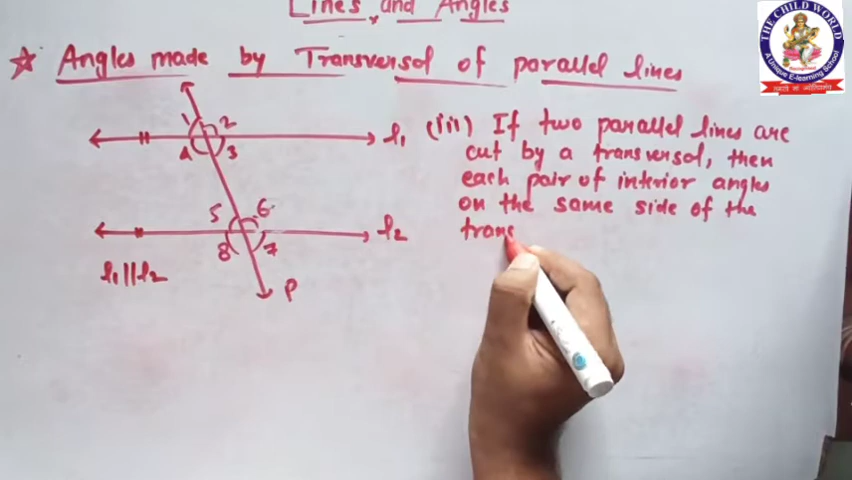 Lines and Angles
☆ Angles made by Transversol of parallel lines
THE CHILD WORLD
A Unique E-learning School
1 2
4 3
l1
5 6
8 7
l2
l1||l2
P
(iii) If two parallel lines are
cut by a transversol, then
each pair of interior angles
on the same side of the
trans